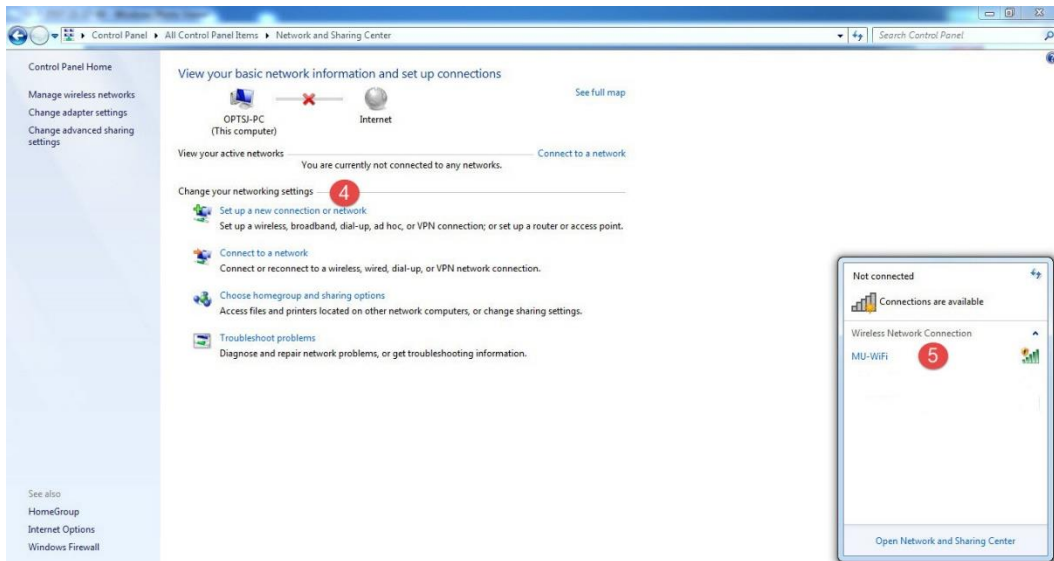 Control Panel ▸ All Control Panel Items ▸ Network and Sharing Center
Search Control Panel
Control Panel Home
Manage wireless networks
Change adapter settings
Change advanced sharing
settings
View your basic network information and set up connections
See full map
OPTSJ-PC
(This computer)
Internet
View your active networks
Connect to a network
You are currently not connected to any networks.
Change your networking settings
4
Set up a new connection or network
Set up a wireless, broadband, dial-up, ad hoc, or VPN connection; or set up a router or access point.
Connect to a network
Connect or reconnect to a wireless, wired, dial-up, or VPN network connection.
Choose homegroup and sharing options
Access files and printers located on other network computers, or change sharing settings.
Troubleshoot problems
Diagnose and repair network problems, or get troubleshooting information.
See also
HomeGroup
Internet Options
Windows Firewall
Not connected
Connections are available
Wireless Network Connection
MU-WiFi
5
Open Network and Sharing Center